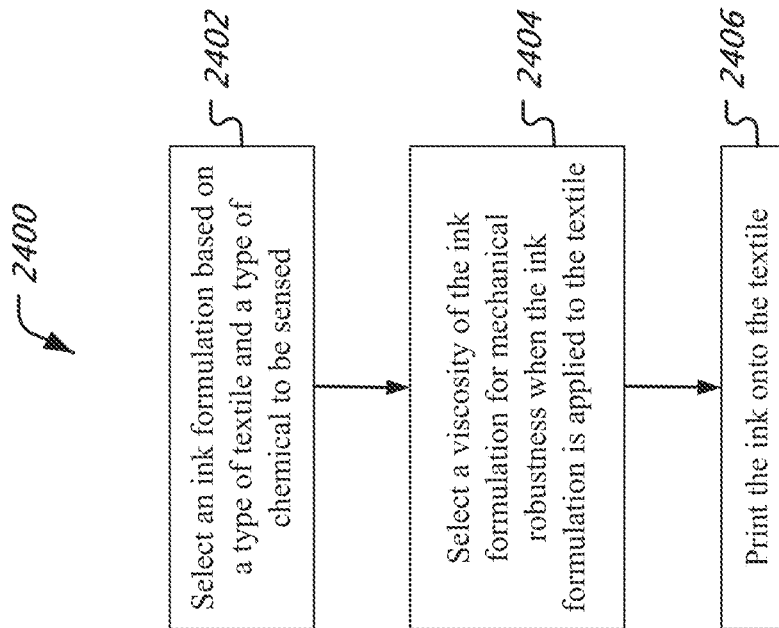 2400
2402
Select an ink formulation based on
a type of textile and a type of
chemical to be sensed
2404
Select a viscosity of the ink
formulation for mechanical
robustness when the ink
formulation is applied to the textile
2406
Print the ink onto the textile